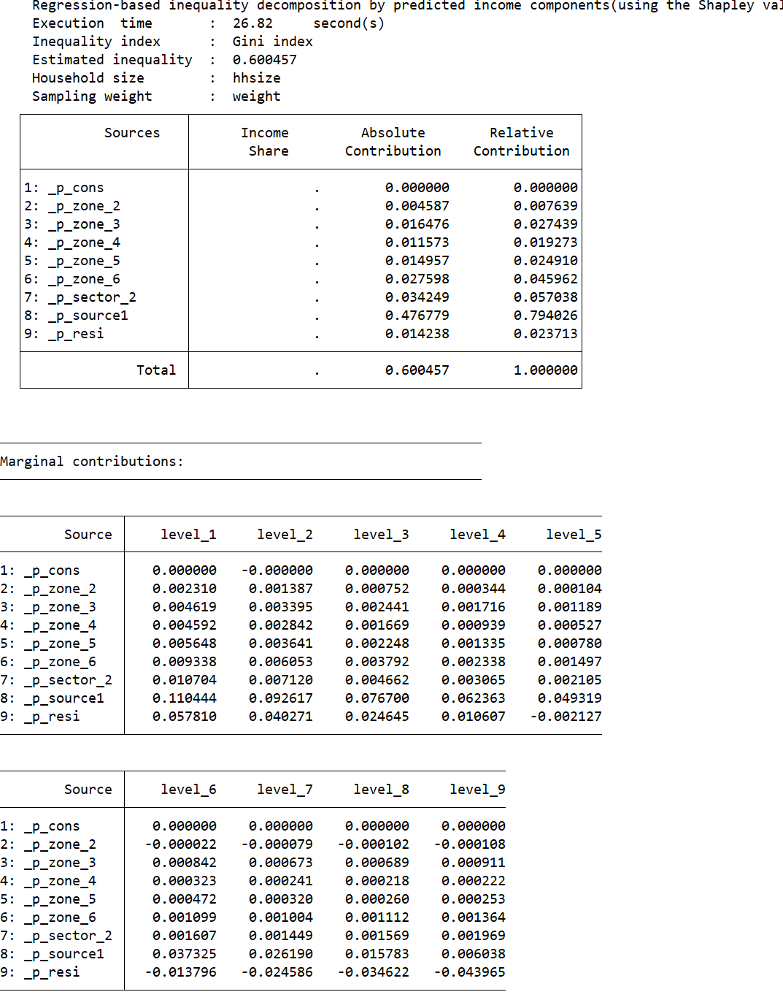 Regression-based inequality decomposition by predicted income components(using the Shapley
Execution  time       :  26.82     second(s)
Inequality index      :  Gini index
Estimated inequality  :  0.600457
Household size        :  hhsize
Sampling weight       :  weight
Sources Income Absolute Relative
Share Contribution Contribution
1: _p_cons . 0.000000 0.000000
2: _p_zone_2 . 0.004587 0.007639
3: _p_zone_3 . 0.016476 0.027439
4: _p_zone_4 . 0.011573 0.019273
5: _p_zone_5 . 0.014957 0.024910
6: _p_zone_6 . 0.027598 0.045962
7: _p_sector_2 . 0.034249 0.057038
8: _p_source1 . 0.476779 0.794026
9: _p_resi . 0.014238 0.023713
Total . 0.600457 1.000000
Marginal contributions:
Source level_1 level_2 level_3 level_4 level_5
1: _p_cons 0.000000 -0.000000 0.000000 0.000000 0.000000
2: _p_zone_2 0.002310 0.001387 0.000752 0.000344 0.000104
3: _p_zone_3 0.004619 0.003395 0.002441 0.001716 0.001189
4: _p_zone_4 0.004592 0.002842 0.001669 0.000939 0.000527
5: _p_zone_5 0.005648 0.003641 0.002248 0.001335 0.000780
6: _p_zone_6 0.009338 0.006053 0.003792 0.002338 0.001497
7: _p_sector_2 0.010704 0.007120 0.004662 0.003065 0.002105
8: _p_source1 0.110444 0.092617 0.076700 0.062363 0.049319
9: _p_resi 0.057810 0.040271 0.024645 0.010607 -0.002127
Source level_6 level_7 level_8 level_9
1: _p_cons 0.000000 0.000000 0.000000 0.000000
2: _p_zone_2 -0.000022 -0.000079 -0.000102 -0.000108
3: _p_zone_3 0.000842 0.000673 0.000689 0.000911
4: _p_zone_4 0.000323 0.000241 0.000218 0.000222
5: _p_zone_5 0.000472 0.000320 0.000260 0.000253
6: _p_zone_6 0.001099 0.001004 0.001112 0.001364
7: _p_sector_2 0.001607 0.001449 0.001569 0.001969
8: _p_source1 0.037325 0.026190 0.015783 0.006038
9: _p_resi -0.013796 -0.024586 -0.034622 -0.043965